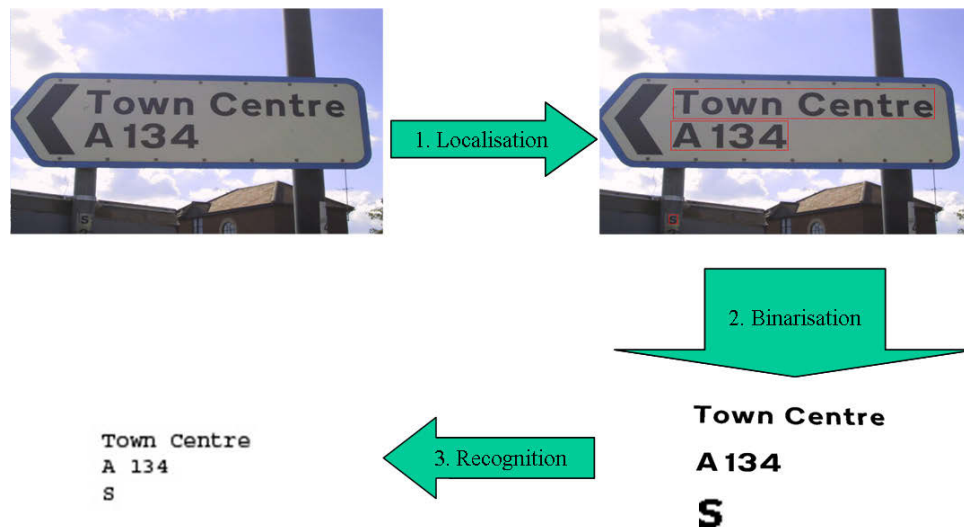 Town Centre
A 134
S
1. Localisation
Town Centre
A 134
S
2. Binarisation
Town Centre
A 134
S
3. Recognition
Town Centre
A 134
S